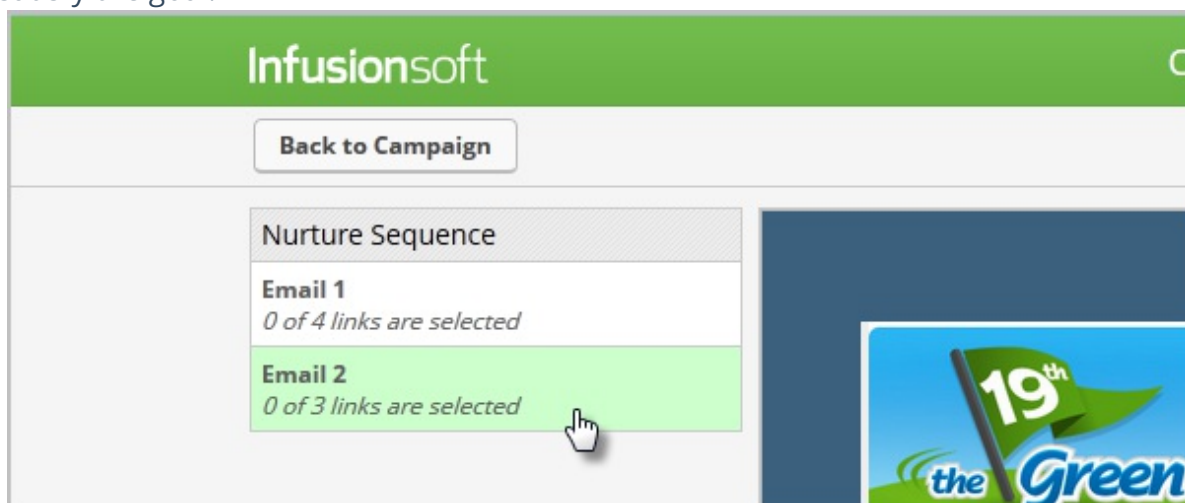 Infusionsoft
Back to Campaign
Nurture Sequence
Email 1
0 of 4 links are selected
Email 2
0 of 3 links are selected
19th
the Green